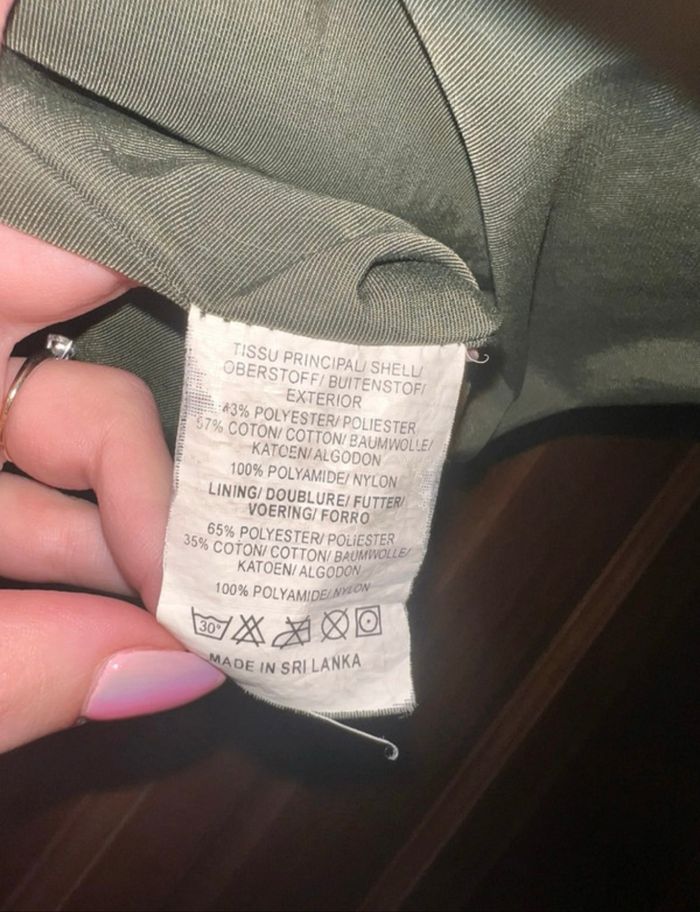 TISSU PRINCIPAL/ SHELL/
OBERSTOFF/ BUITENSTOF/
EXTERIOR
43% POLYESTER/ POLIESTER
57% COTON/ COTTON/ BAUMWOLLE/
KATOEN/ ALGODON
100% POLYAMIDE/ NYLON
LINING/ DOUBLURE/ FUTTER/
VOERING/ FORRO
65% POLYESTER/ POLIESTER
35% COTON/ COTTON/ BAUMWOLLE/
KATOEN/ ALGODON
100% POLYAMIDE/ NYLON
30°
MADE IN SRI LANKA